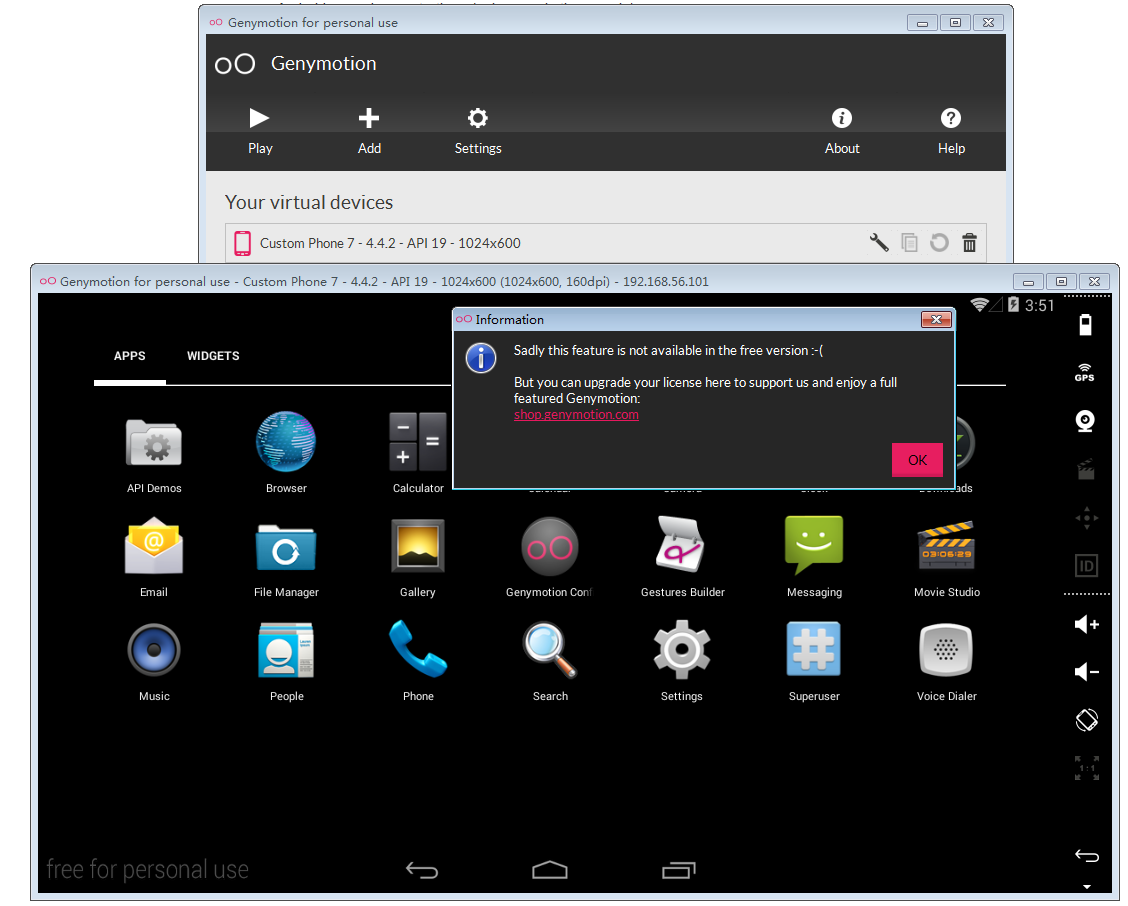 Genymotion for personal use
Genymotion
Play
Add
Settings
About
Help
Your virtual devices
Custom Phone 7 - 4.4.2 - API 19 - 1024x600
Genymotion for personal use - Custom Phone 7 - 4.4.2 - API 19 - 1024x600 (1024x600, 160dpi) - 192.168.56.101
3:51
APPS
WIDGETS
Information
Sadly this feature is not available in the free version :-(
But you can upgrade your license here to support us and enjoy a full
featured Genymotion:
shop.genymotion.com
OK
GPS
API Demos
Browser
Calculator
Email
File Manager
Gallery
Genymotion Conf
Gestures Builder
Messaging
03:06:29
Movie Studio
ID
Music
People
Phone
Search
Settings
Superuser
Voice Dialer
1:1
free for personal use